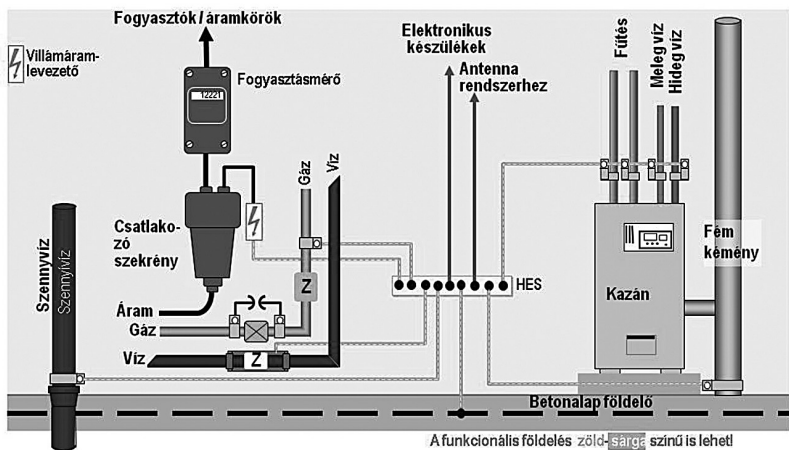 Fogyasztók / áramkörök
Villámáram-
levezető
Fogyasztásmérő
12221
Elektronikus
készülékek
Antenna
rendszerhez
Fűtés
Meleg víz
Hideg víz
Gáz
Víz
Csatlako-
zó
szekrény
Szennyvíz
Szennyívíz
Áram
Gáz
Víz
Z
Z
HES
Kazán
Fém
kémény
Betonalap földelő
A funkcionális földelés zöld-sárga színű is lehet!